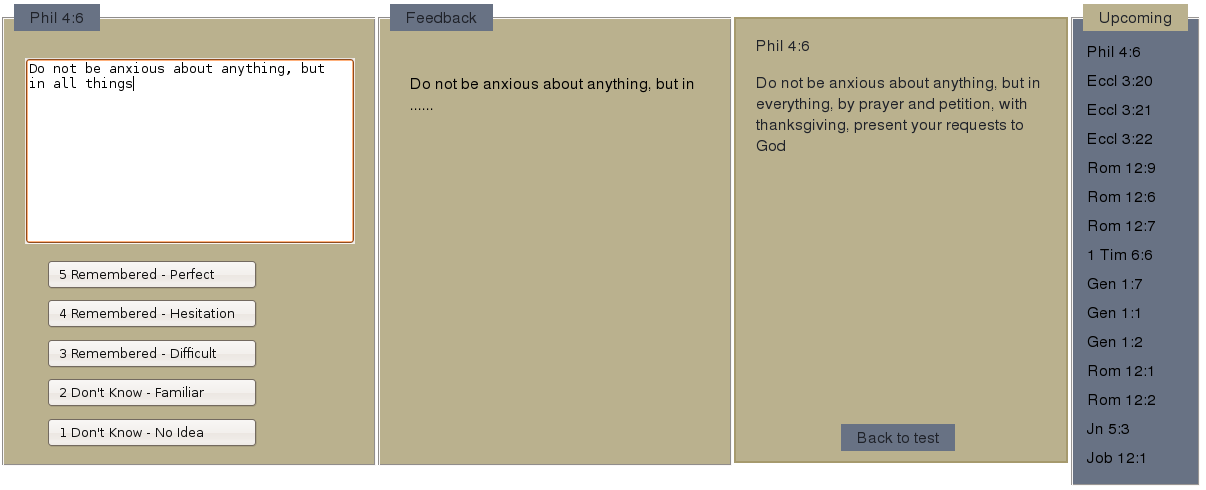 Phil 4:6
Do not be anxious about anything, but
in all things
5 Remembered - Perfect
4 Remembered - Hesitation
3 Remembered - Difficult
2 Don't Know - Familiar
1 Don't Know - No Idea
Feedback
Do not be anxious about anything, but in
......
Phil 4:6
Do not be anxious about anything, but in
everything, by prayer and petition, with
thanksgiving, present your requests to
God
Back to test
Upcoming
Phil 4:6
Eccl 3:20
Eccl 3:21
Eccl 3:22
Rom 12:9
Rom 12:6
Rom 12:7
1 Tim 6:6
Gen 1:7
Gen 1:1
Gen 1:2
Rom 12:1
Rom 12:2
Jn 5:3
Job 12:1